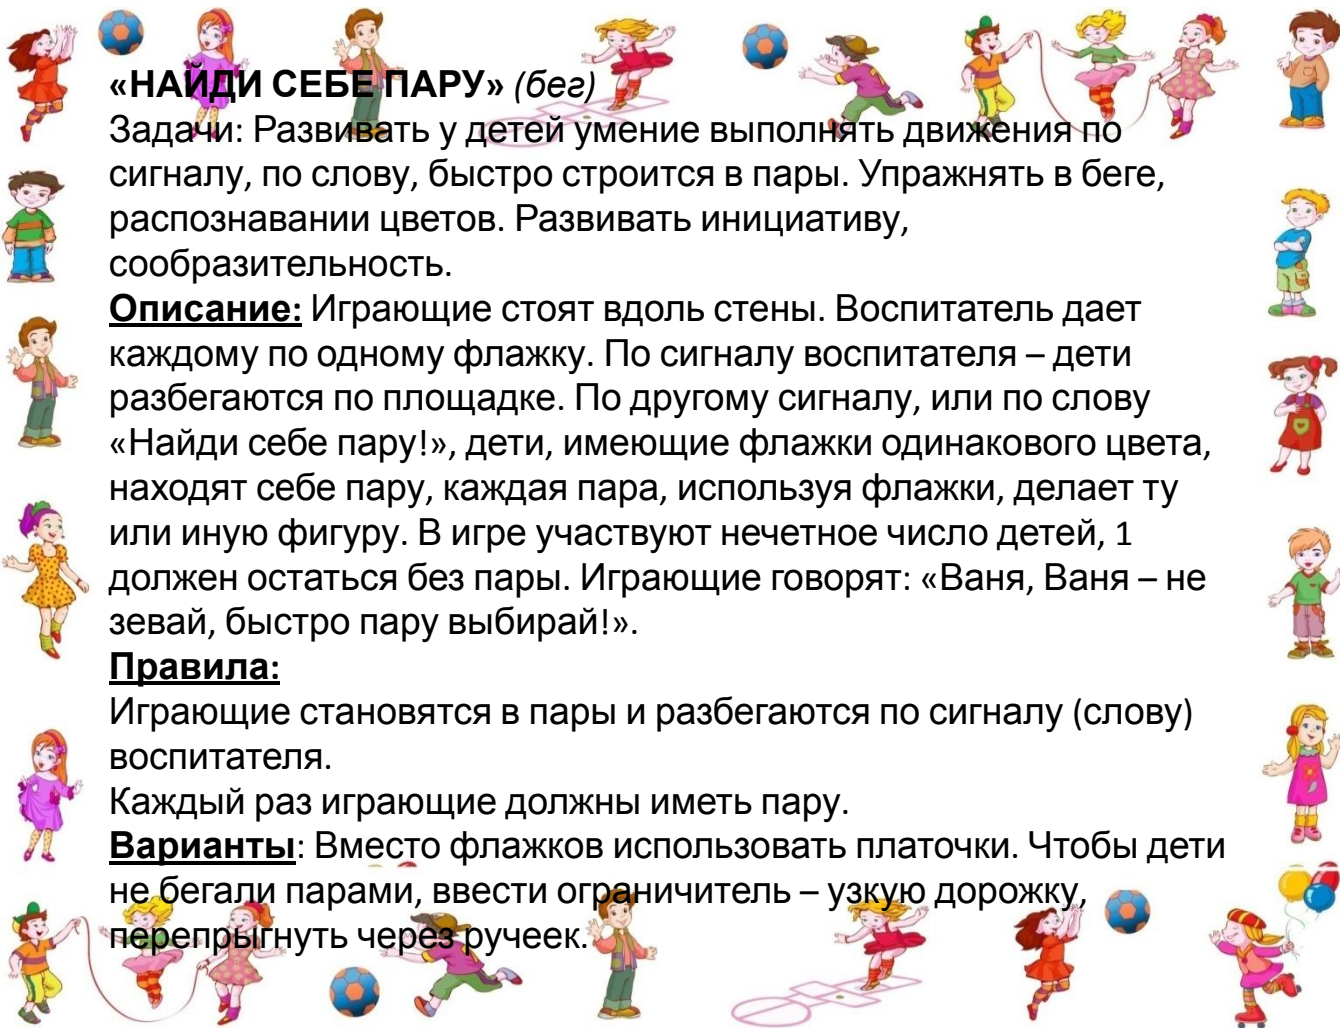 «НАЙДИ СЕБЕ ПАРУ» (бег)
Задачи: Развивать у детей умение выполнять движения по
сигналу, по слову, быстро строится в пары. Упражнять в беге,
распознавании цветов. Развивать инициативу,
сообразительность.
Описание: Играющие стоят вдоль стены. Воспитатель дает
каждому по одному флажку. По сигналу воспитателя – дети
разбегаются по площадке. По другому сигналу, или по слову
«Найди себе пару!», дети, имеющие флажки одинакового цвета,
находят себе пару, каждая пара, используя флажки, делает ту
или иную фигуру. В игре участвуют нечетное число детей, 1
должен остаться без пары. Играющие говорят: «Ваня, Ваня – не
зевай, быстро пару выбирай!».
Правила:
Играющие становятся в пары и разбегаются по сигналу (слову)
воспитателя.
Каждый раз играющие должны иметь пару.
Варианты: Вместо флажков использовать платочки. Чтобы дети
не бегали парами, ввести ограничитель – узкую дорожку,
перепрыгнуть через ручеек.